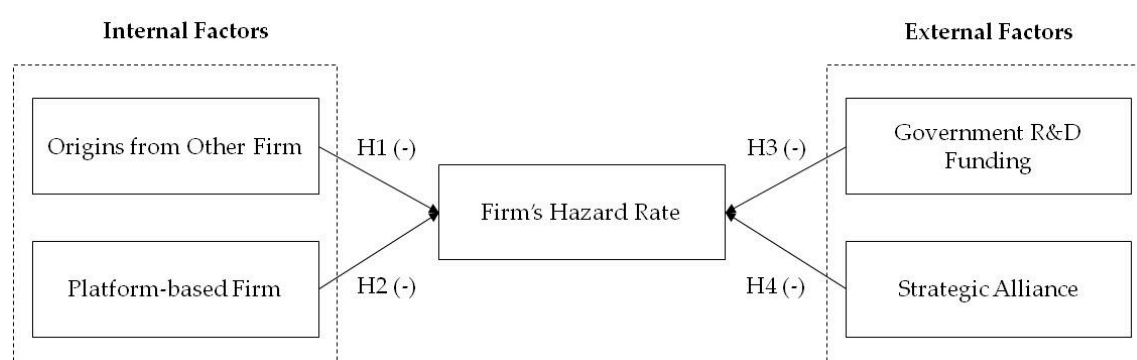 Internal Factors
External Factors
Origins from Other Firm
H1 (-)
H3 (-)
Government R&D
Funding
Firm's Hazard Rate
Platform-based Firm
H2 (-)
H4 (-)
Strategic Alliance